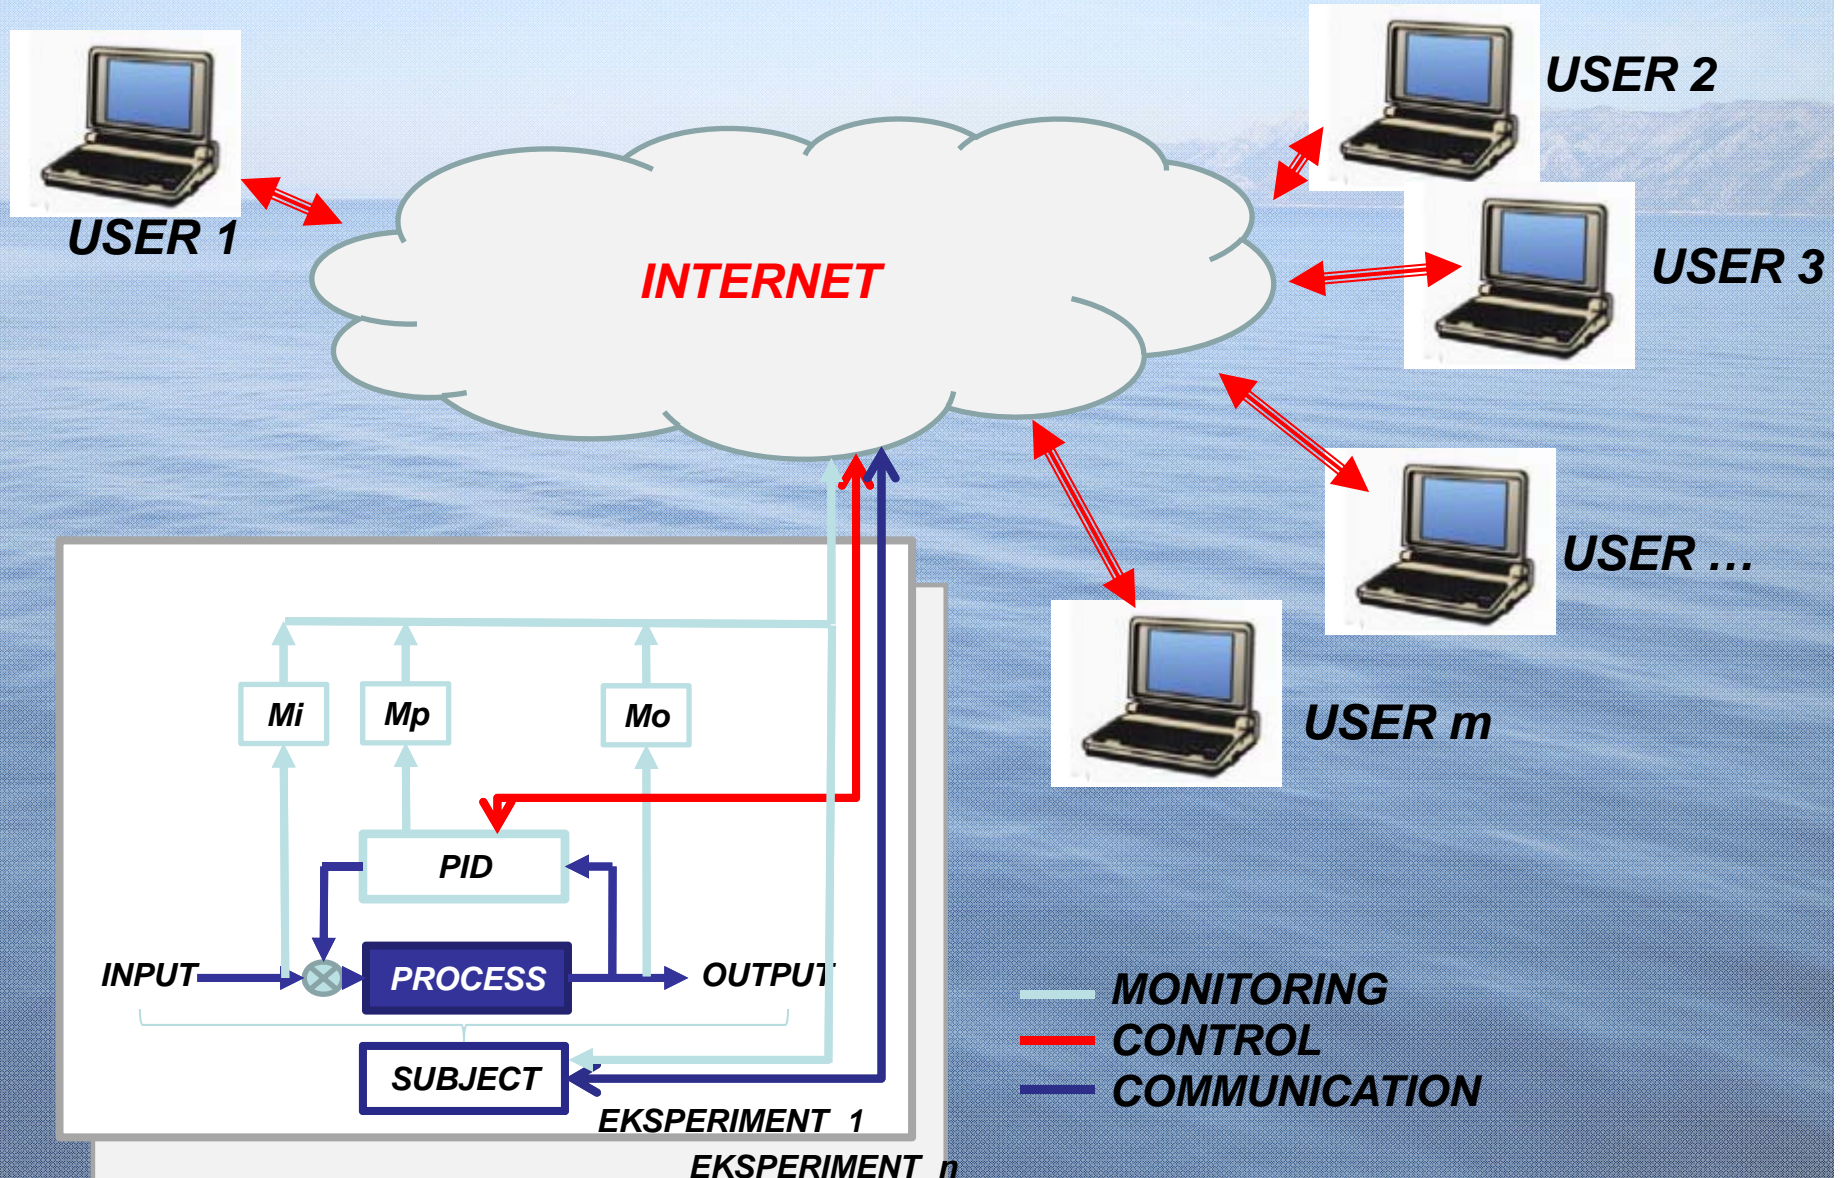 USER 2
USER 1
USER 3
INTERNET
USER ...
USER m
Mi
Mp
Mo
PID
INPUT
PROCESS
OUTPUT
SUBJECT
EKSPERIMENT 1
EKSPERIMENT n
MONITORING
CONTROL
COMMUNICATION